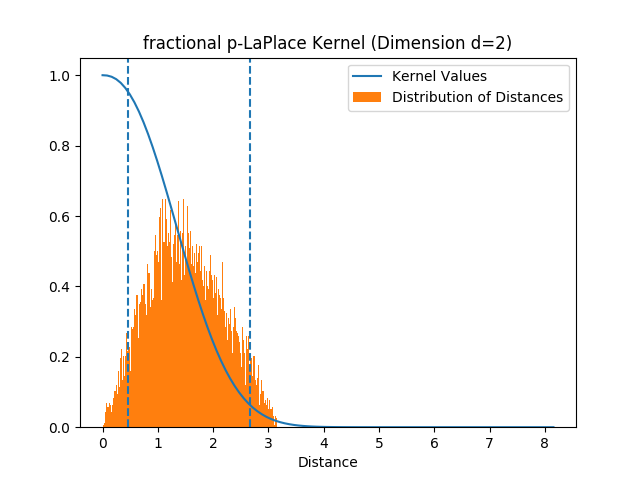 fractional p-LaPlace Kernel (Dimension d=2)
Kernel Values
Distribution of Distances
1.0
0.8
0.6
0.4
0.2
0.0
0 1 2 3 4 5 6 7 8
Distance